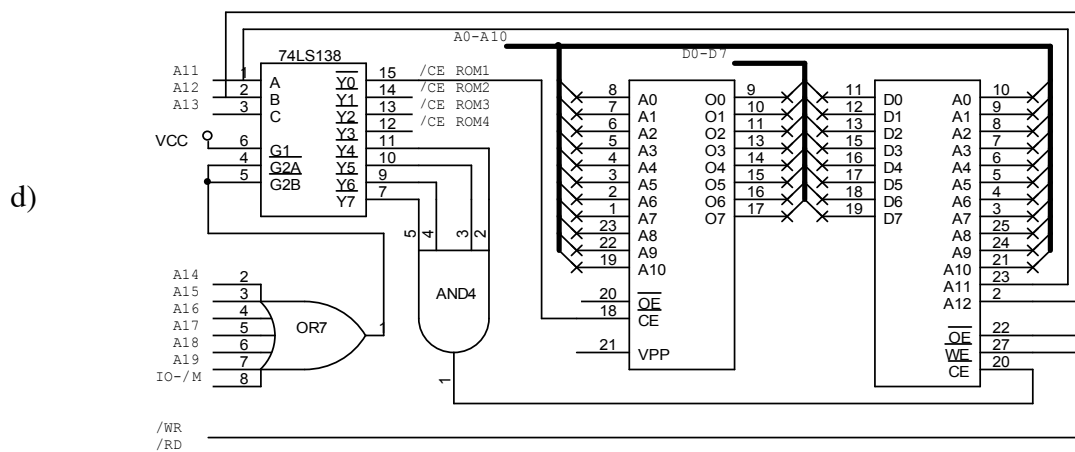 d)
A0-A10
D0-D7
74LS138
A11 1 A Y0 15 /CE ROM1
A12 2 B Y1 14 /CE ROM2
A13 3 C Y2 13 /CE ROM3
Y3 12 /CE ROM4
VCC 6 G1 Y4 11
4 G2A Y5 10
5 G2B Y6 9
Y7 7
5 4 3 2
AND4
1
A14 2
A15 3
A16 4
A17 5
A18 6
A19 7
IO-/M 8
OR7
1
/WR
/RD
8 A0 O0 9
7 A1 O1 10
6 A2 O2 11
5 A3 O3 13
4 A4 O4 14
3 A5 O5 15
2 A6 O6 16
1 A7 O7 17
23 A8
22 A9
19 A10
20 OE
18 CE
21 VPP
11 D0 A0 10
12 D1 A1 9
13 D2 A2 8
15 D3 A3 7
16 D4 A4 6
17 D5 A5 5
18 D6 A6 4
19 D7 A7 3
A8 25
A9 24
A10 21
A11 23
A12 2
OE 22
WE 27
CE 20